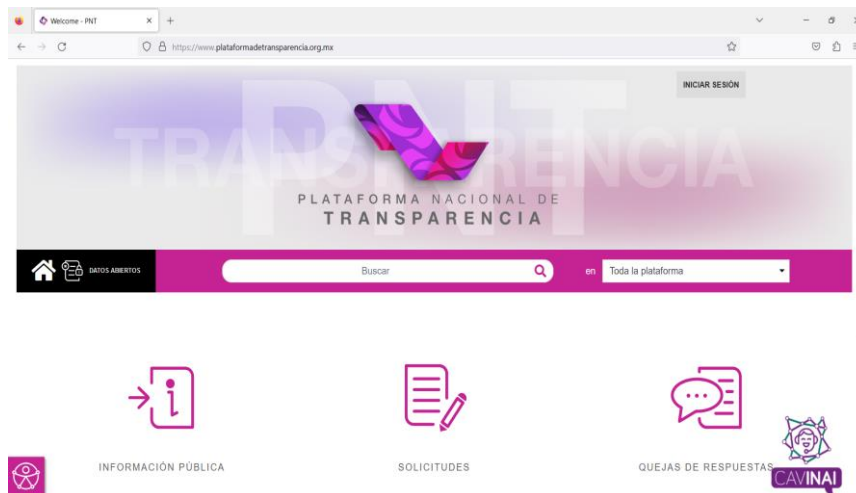 Welcome - PNT
https://www.plataformadetransparencia.org.mx
INICIAR SESIÓN
PNT
TRANSPARENCIA
PLATAFORMA NACIONAL DE
TRANSPARENCIA
DATOS ABIERTOS
Buscar
en
Toda la plataforma
INFORMACIÓN PÚBLICA
SOLICITUDES
QUEJAS DE RESPUESTAS
CAVINAI